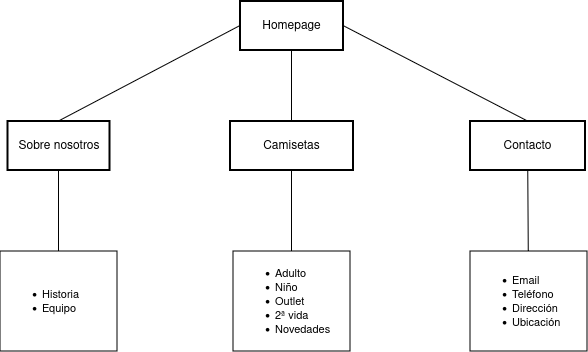 Homepage
Sobre nosotros
Camisetas
Contacto
• Historia
• Equipo
• Adulto
• Niño
• Outlet
• 2ª vida
• Novedades
• Email
• Teléfono
• Dirección
• Ubicación